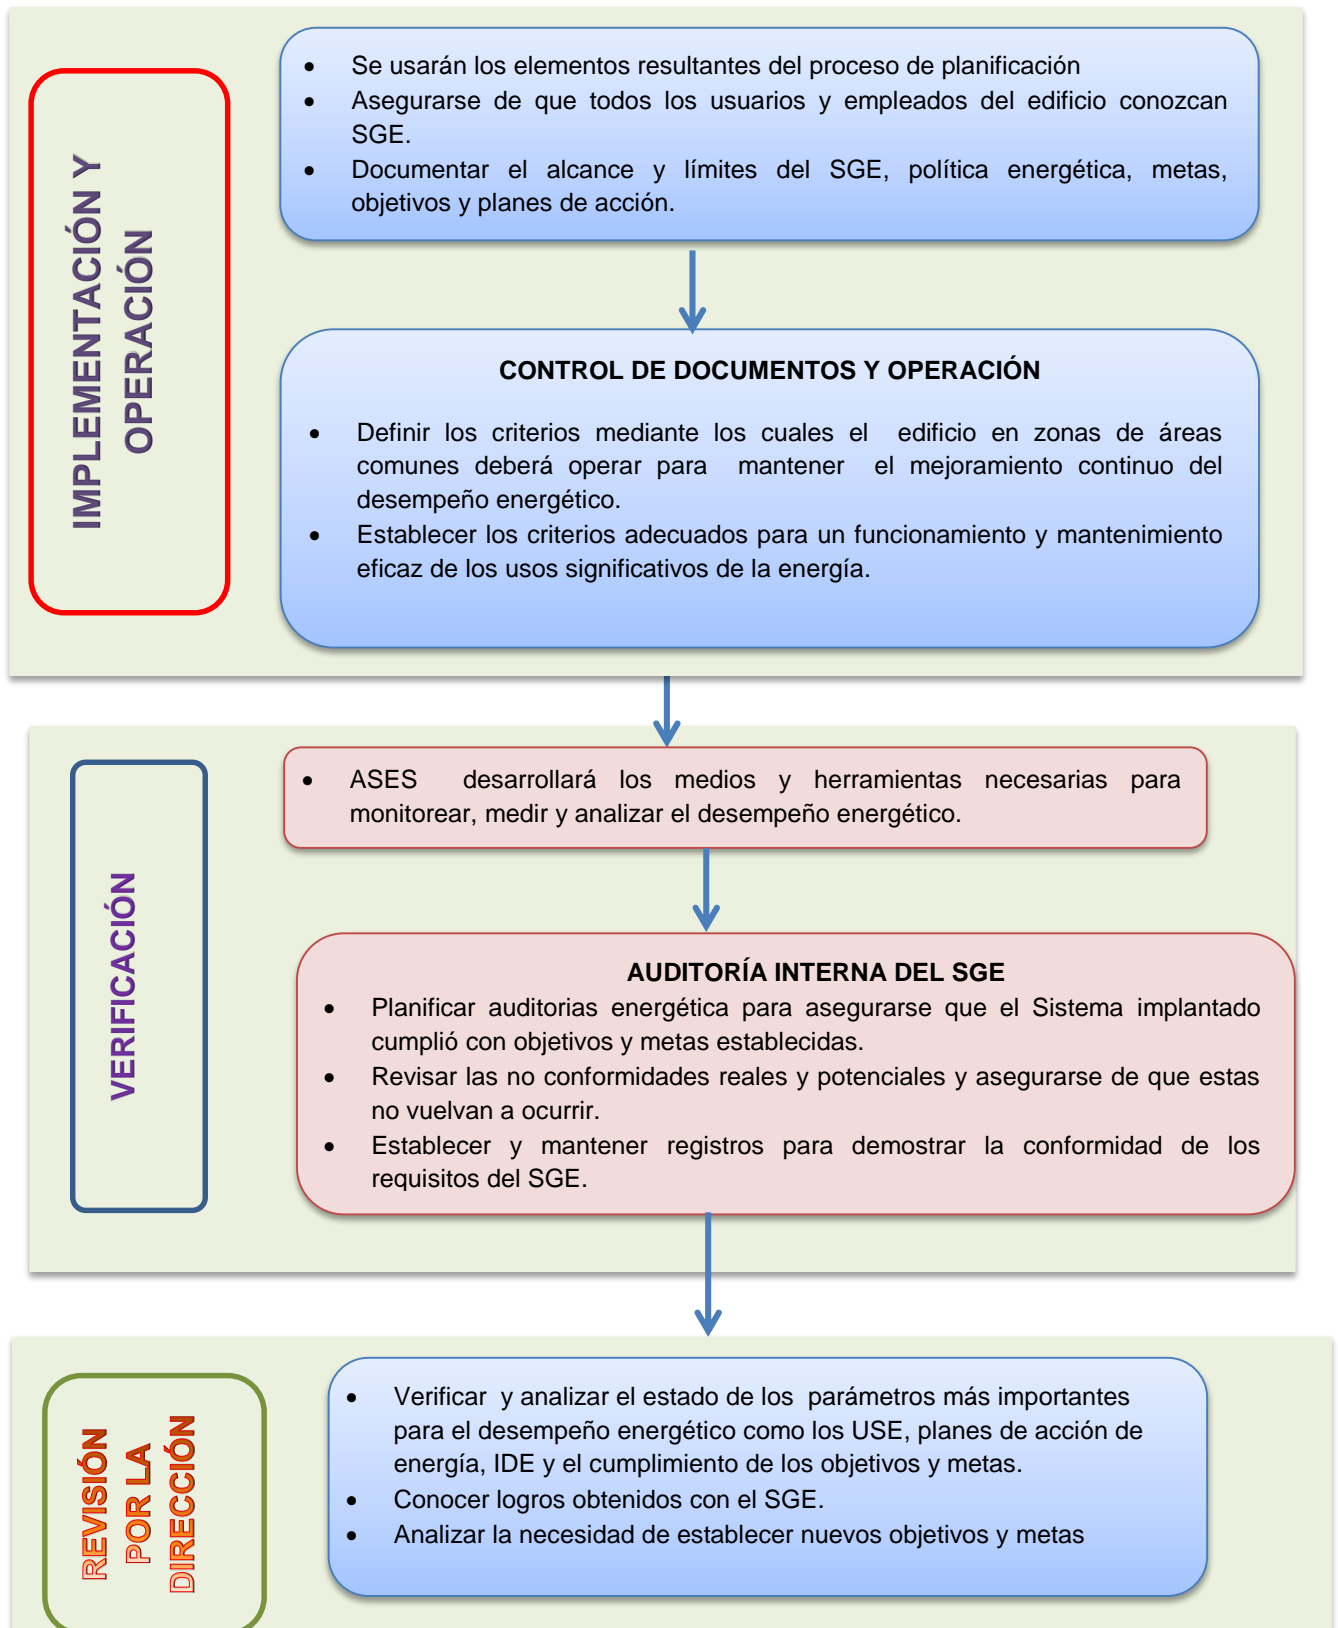 IMPLEMENTACIÓN Y
OPERACIÓN
• Se usarán los elementos resultantes del proceso de planificación
• Asegurarse de que todos los usuarios y empleados del edificio conozcan
SGE.
• Documentar el alcance y límites del SGE, política energética, metas,
objetivos y planes de acción.
CONTROL DE DOCUMENTOS Y OPERACIÓN
• Definir los criterios mediante los cuales el edificio en zonas de áreas
comunes deberá operar para mantener el mejoramiento continuo del
desempeño energético.
• Establecer los criterios adecuados para un funcionamiento y mantenimiento
eficaz de los usos significativos de la energía.
VERIFICACIÓN
• ASES desarrollará los medios y herramientas necesarias para
monitorear, medir y analizar el desempeño energético.
AUDITORÍA INTERNA DEL SGE
• Planificar auditorias energética para asegurarse que el Sistema implantado
cumplió con objetivos y metas establecidas.
• Revisar las no conformidades reales y potenciales y asegurarse de que estas
no vuelvan a ocurrir.
• Establecer y mantener registros para demostrar la conformidad de los
requisitos del SGE.
REVISIÓN
POR LA
DIRECCIÓN
• Verificar y analizar el estado de los parámetros más importantes
para el desempeño energético como los USE, planes de acción de
energía, IDE y el cumplimiento de los objetivos y metas.
• Conocer logros obtenidos con el SGE.
• Analizar la necesidad de establecer nuevos objetivos y metas